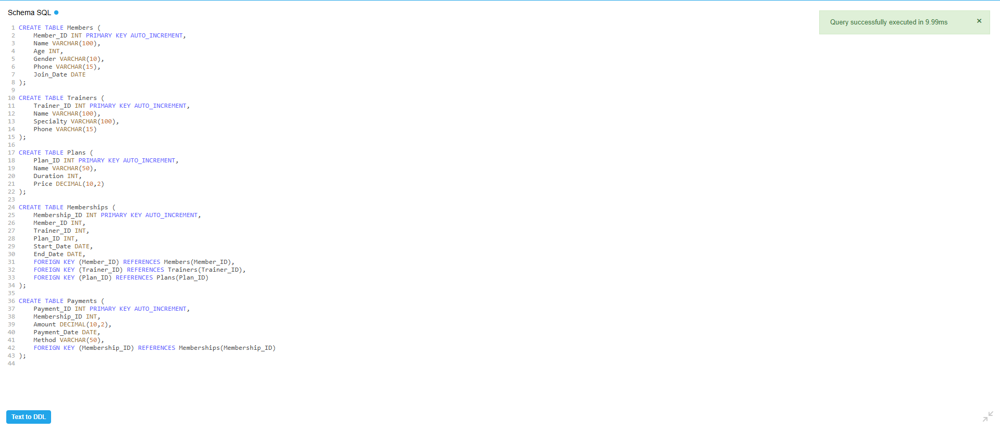 Schema SQL
Query successfully executed in 9.99ms ×
1 CREATE TABLE Members (
2     Member_ID INT PRIMARY KEY AUTO_INCREMENT,
3     Name VARCHAR(100),
4     Age INT,
5     Gender VARCHAR(10),
6     Phone VARCHAR(15),
7     Join_Date DATE
8 );
9
10 CREATE TABLE Trainers (
11     Trainer_ID INT PRIMARY KEY AUTO_INCREMENT,
12     Name VARCHAR(100),
13     Specialty VARCHAR(100),
14     Phone VARCHAR(15)
15 );
16
17 CREATE TABLE Plans (
18     Plan_ID INT PRIMARY KEY AUTO_INCREMENT,
19     Name VARCHAR(50),
20     Duration INT,
21     Price DECIMAL(10,2)
22 );
23
24 CREATE TABLE Memberships (
25     Membership_ID INT PRIMARY KEY AUTO_INCREMENT,
26     Member_ID INT,
27     Trainer_ID INT,
28     Plan_ID INT,
29     Start_Date DATE,
30     End_Date DATE,
31     FOREIGN KEY (Member_ID) REFERENCES Members(Member_ID),
32     FOREIGN KEY (Trainer_ID) REFERENCES Trainers(Trainer_ID),
33     FOREIGN KEY (Plan_ID) REFERENCES Plans(Plan_ID)
34 );
35
36 CREATE TABLE Payments (
37     Payment_ID INT PRIMARY KEY AUTO_INCREMENT,
38     Membership_ID INT,
39     Amount DECIMAL(10,2),
40     Payment_Date DATE,
41     Method VARCHAR(50),
42     FOREIGN KEY (Membership_ID) REFERENCES Memberships(Membership_ID)
43 );
44
Text to DDL